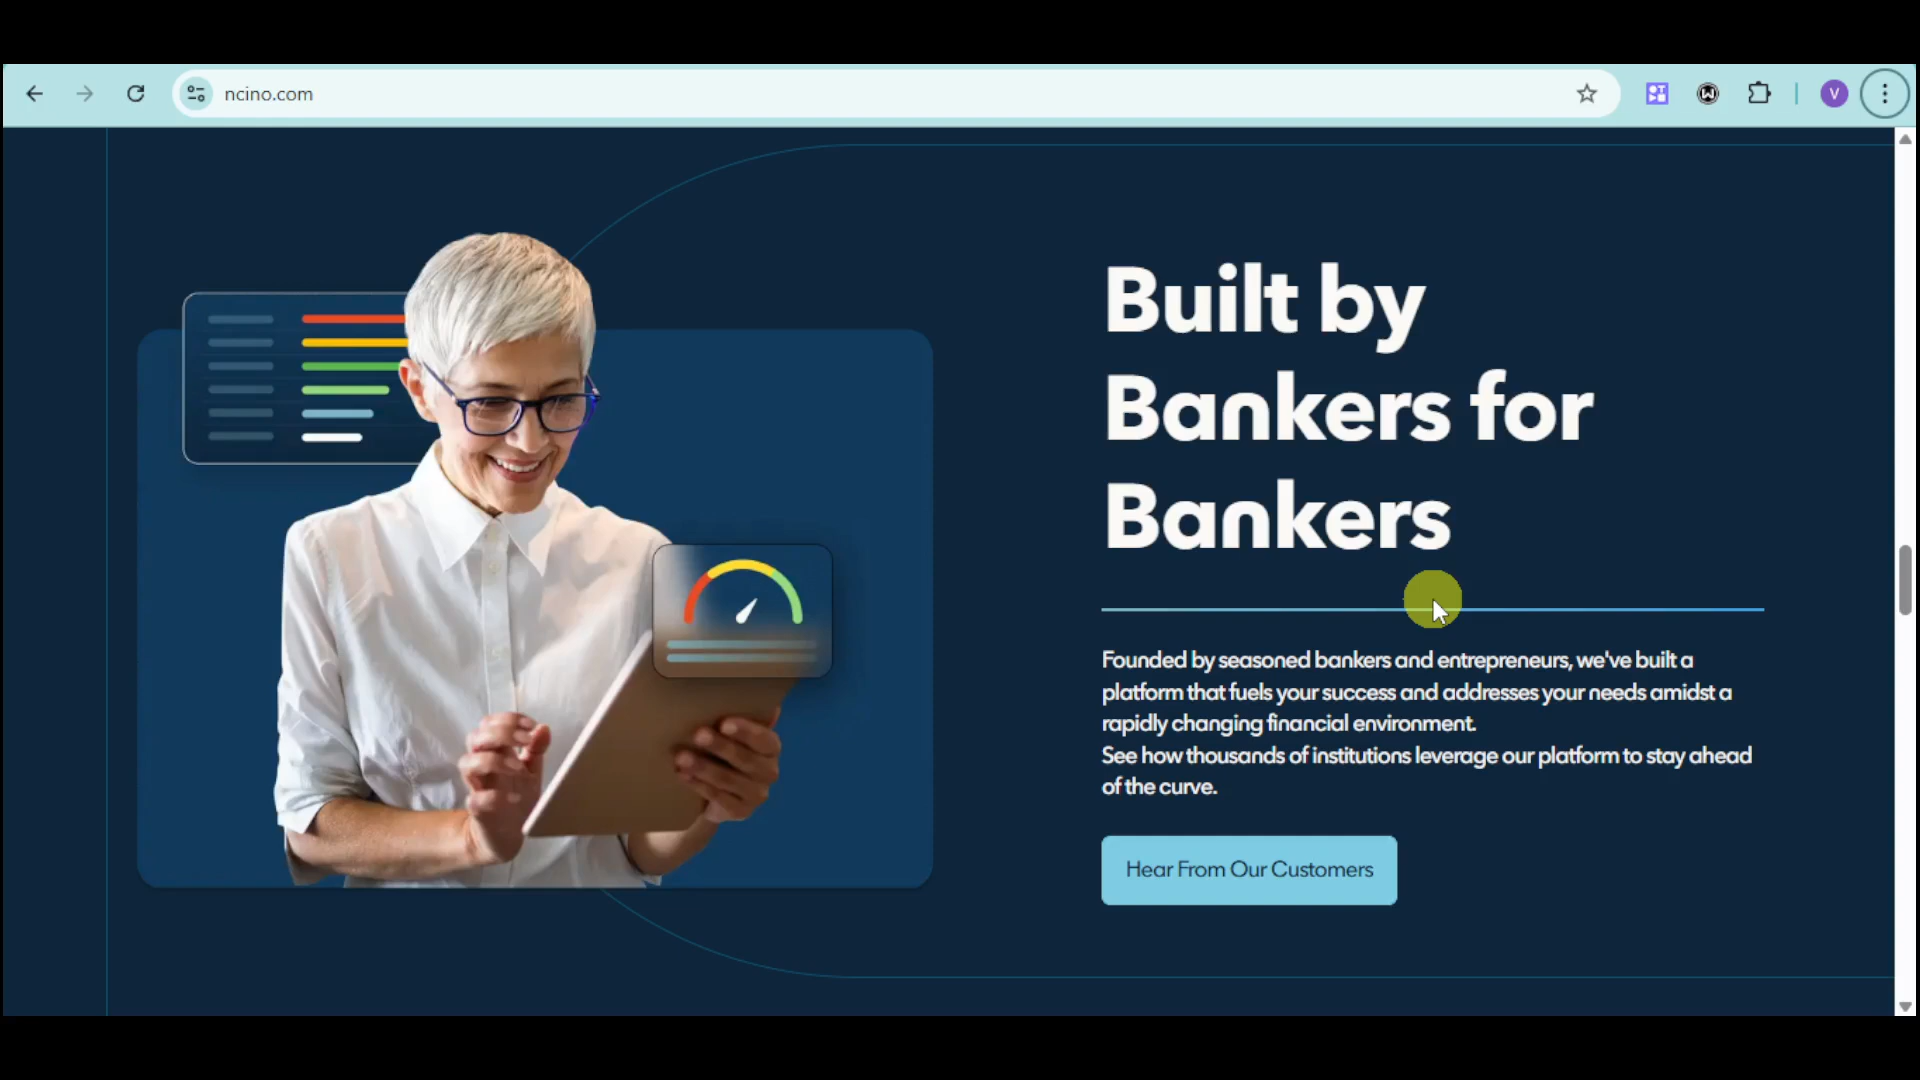 ncino.com
V
Built by
Bankers for
Bankers
Founded by seasoned bankers and entrepreneurs, we've built a
platform that fuels your success and addresses your needs amidst a
rapidly changing financial environment.
See how thousands of institutions leverage our platform to stay ahead
of the curve.
Hear From Our Customers